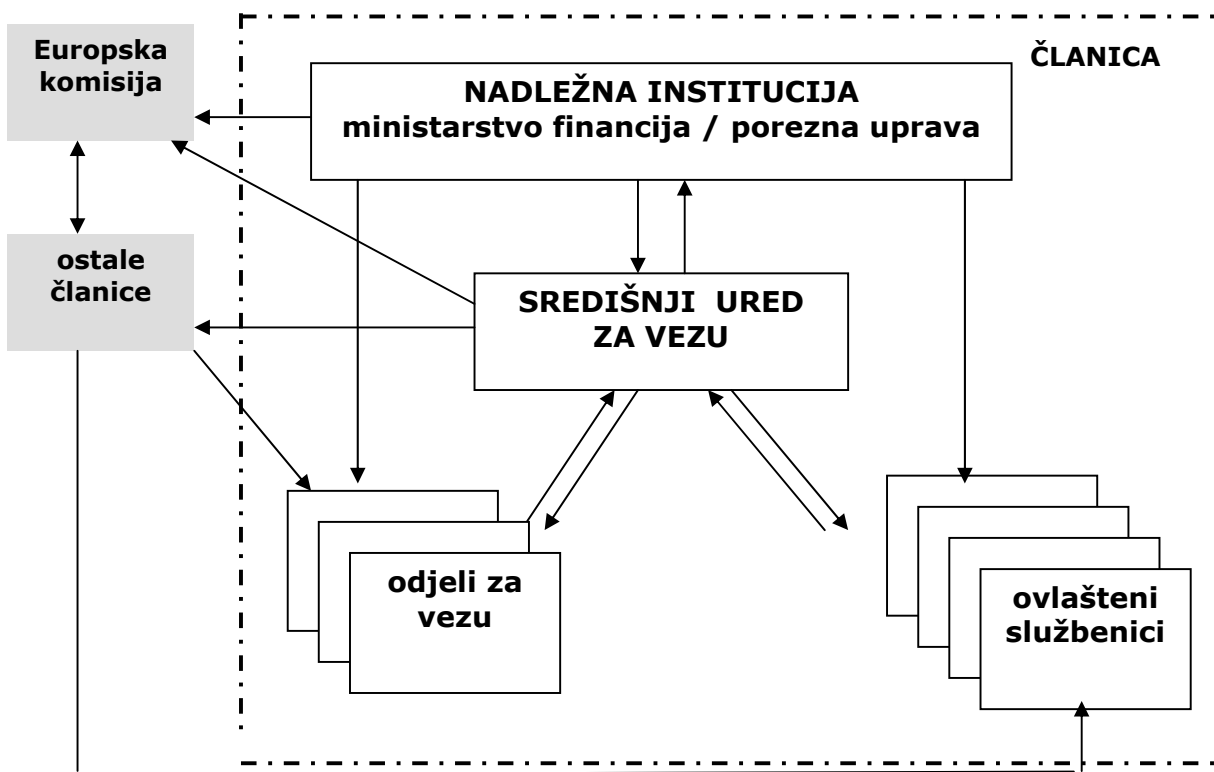 Europska
komisija
ČLANICA
NADLEŽNA INSTITUCIJA
ministarstvo financija / porezna uprava
ostale
članice
SREDIŠNJI URED
ZA VEZU
odjeli za
vezu
ovlašteni
službenici